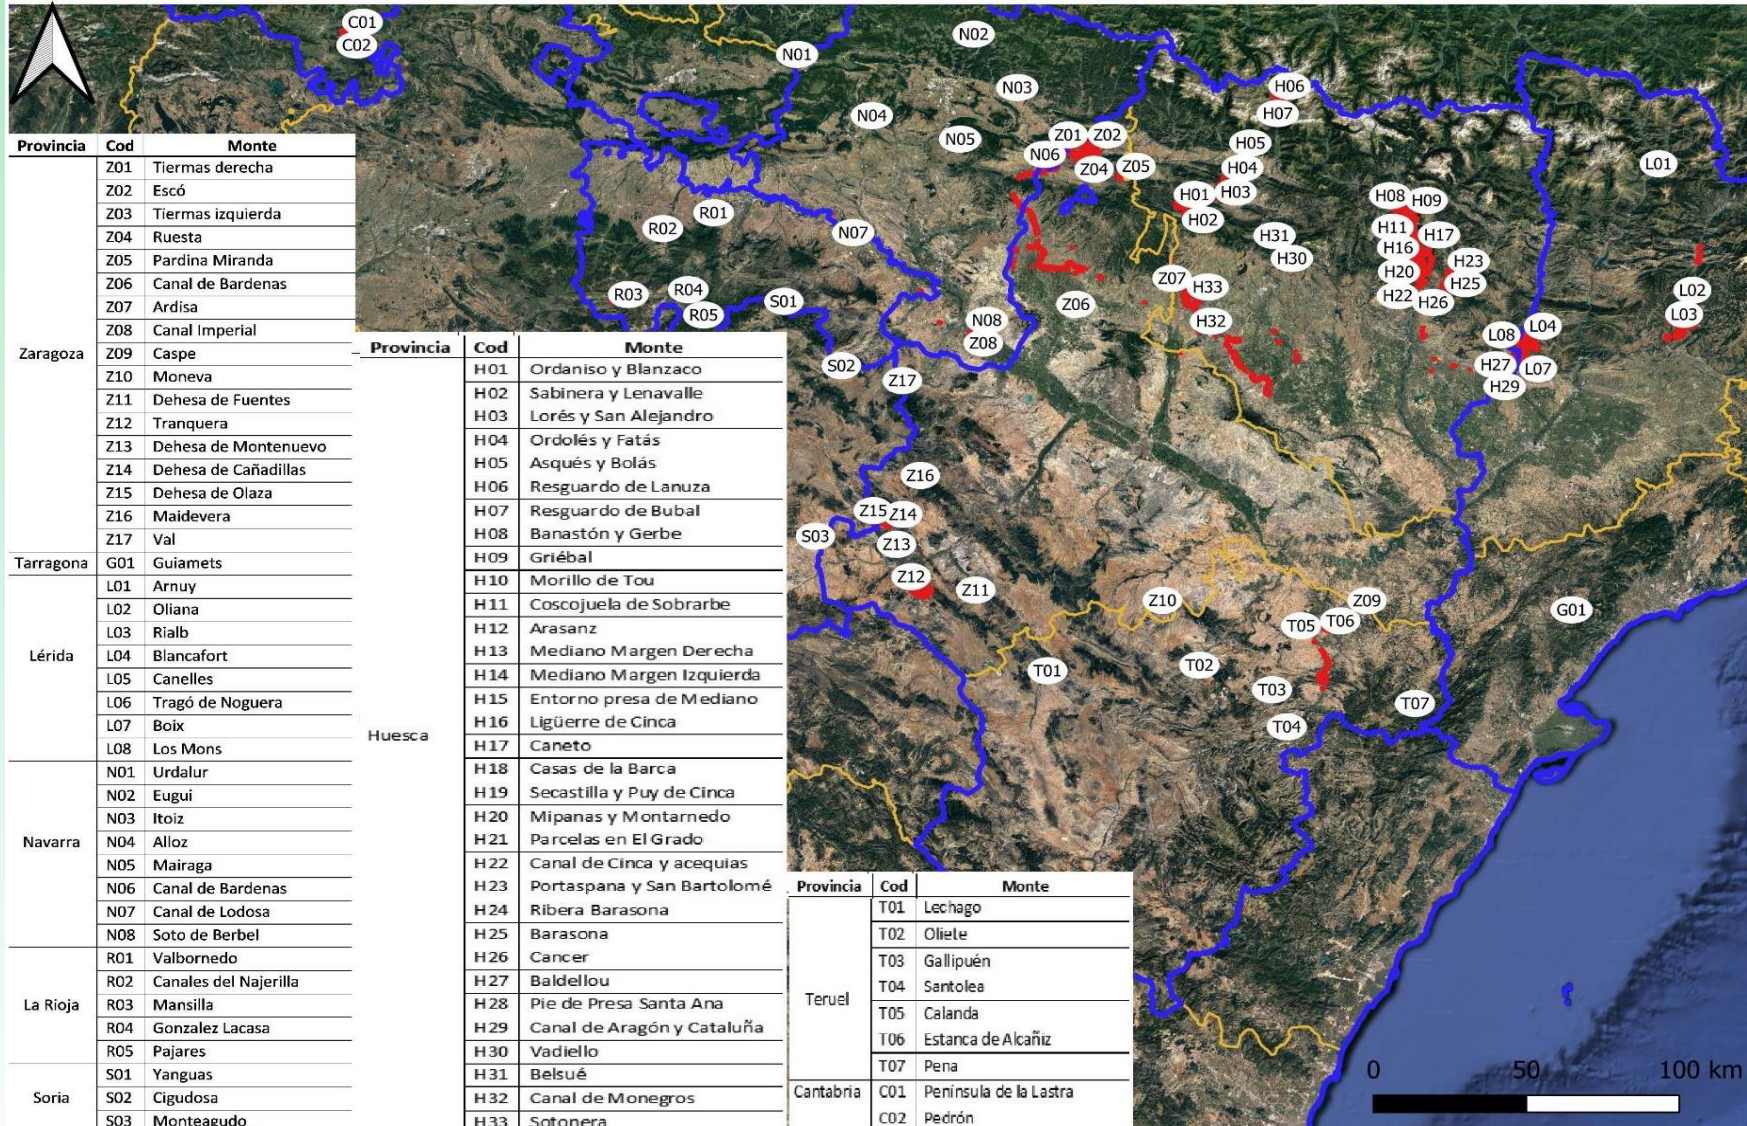 C01
C02
N01
N02
N03
N04
N05
N06
Z01
Z02
Z04
Z05
H06
H07
H05
H04
H03
H01
H02
H31
H30
H08
H09
H11
H17
H16
H20
H22
H23
H25
H26
L01
L02
L03
L04
L08
L07
H27
H29
R01
R02
R03
R04
R05
N07
S01
Z06
Z07
H33
H32
N08
Z08
S02
Z17
Z16
Z15
Z14
Z13
S03
Z12
Z11
Z10
Z09
T06
T05
G01
T01
T02
T03
T04
T07
Provincia Cod Monte
Zaragoza
Z01 Tiermas derecha
Z02 Escó
Z03 Tiermas izquierda
Z04 Ruesta
Z05 Pardina Miranda
Z06 Canal de Bardenas
Z07 Ardisa
Z08 Canal Imperial
Z09 Caspe
Z10 Moneva
Z11 Dehesa de Fuentes
Z12 Tranquera
Z13 Dehesa de Montenuevo
Z14 Dehesa de Cañadillas
Z15 Dehesa de Olaza
Z16 Maidevera
Z17 Val
Tarragona G01 Guiamets
Lérida
L01 Arnuy
L02 Oliana
L03 Rialb
L04 Blancafort
L05 Canelles
L06 Tragó de Noguera
L07 Boix
L08 Los Mons
Navarra
N01 Urdalur
N02 Eugui
N03 Itoiz
N04 Alloz
N05 Mairaga
N06 Canal de Bardenas
N07 Canal de Lodosa
N08 Soto de Berbel
La Rioja
R01 Valbornedo
R02 Canales del Najerilla
R03 Mansilla
R04 Gonzalez Lacasa
R05 Pajares
Soria
S01 Yanguas
S02 Cigudosa
S03 Monteagudo
Provincia Cod Monte
Huesca
H01 Ordaniso y Blanzaco
H02 Sabinera y Lenavalle
H03 Lorés y San Alejandro
H04 Ordolés y Fatás
H05 Asqués y Bolás
H06 Resguardo de Lanuza
H07 Resguardo de Bubal
H08 Banastón y Gerbe
H09 Griébal
H10 Morillo de Tou
H11 Coscojuela de Sobrarbe
H12 Arasanz
H13 Mediano Margen Derecha
H14 Mediano Margen Izquierda
H15 Entorno presa de Mediano
H16 Ligüerre de Cinca
H17 Caneto
H18 Casas de la Barca
H19 Secastilla y Puy de Cinca
H20 Mipanas y Montarnedo
H21 Parcelas en El Grado
H22 Canal de Cinca y acequias
H23 Portaspana y San Bartolomé
H24 Ribera Barasona
H25 Barasona
H26 Cancer
H27 Baldellou
H28 Pie de Presa Santa Ana
H29 Canal de Aragón y Cataluña
H30 Vadiello
H31 Belsué
H32 Canal de Monegros
H33 Sotonera
Provincia Cod Monte
Teruel
T01 Lechago
T02 Oliete
T03 Gallipuén
T04 Santolea
T05 Calanda
T06 Estanca de Alcañiz
T07 Pena
Cantabria
C01 Península de la Lastra
C02 Pedrón
0 50 100 km